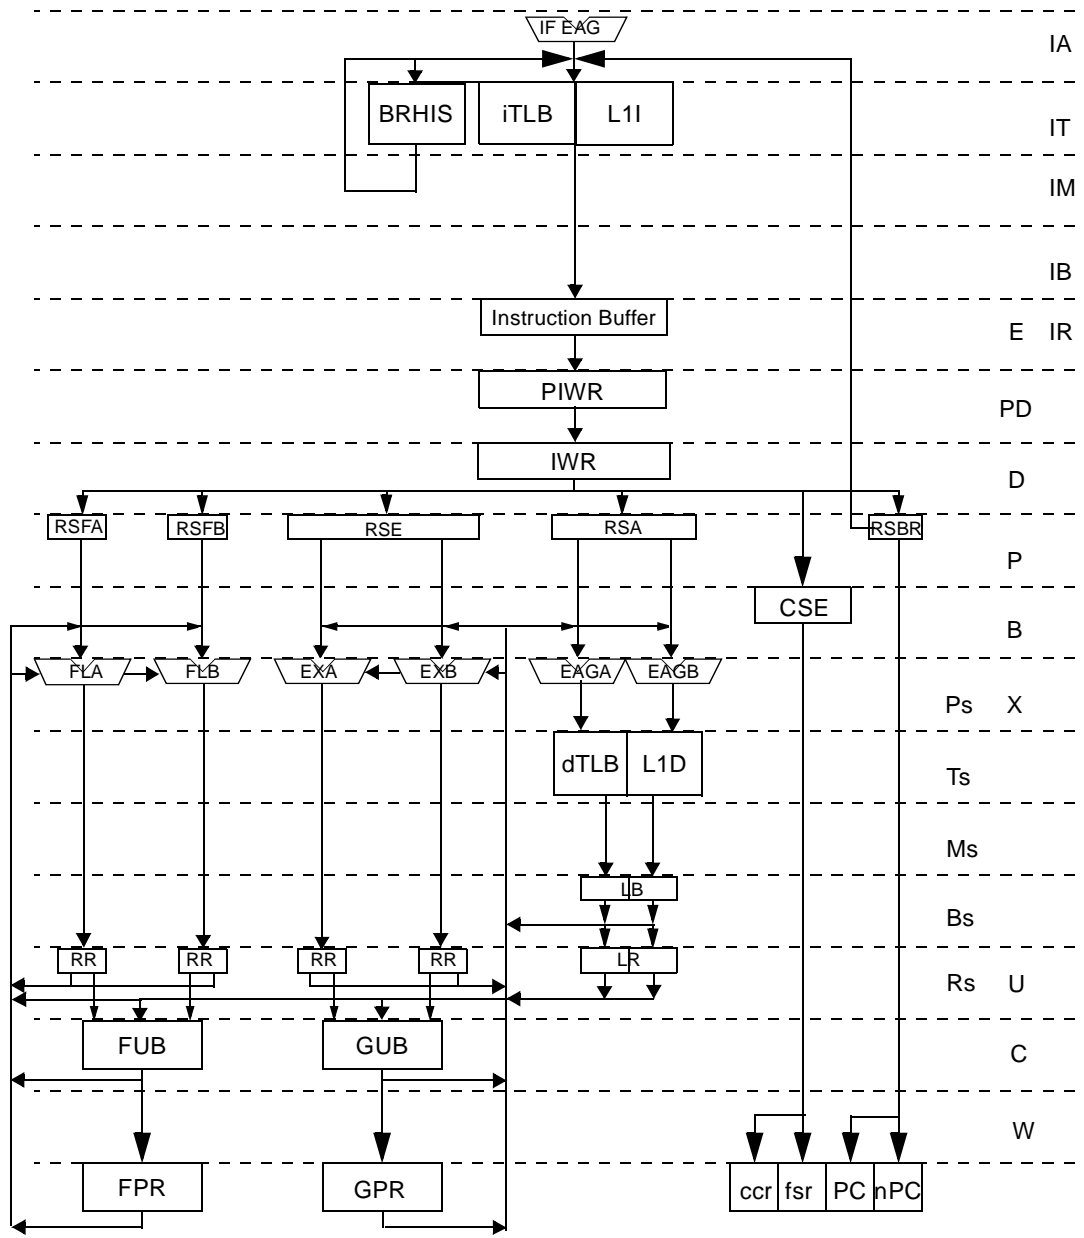 IF EAG
IA
BRHIS iTLB L1I
IT
IM
IB
Instruction Buffer
E IR
PIWR
PD
IWR
D
RSFA RSFB RSE RSA RSBR
P
CSE
B
FLA FLB EXA EXB EAGA EAGB
Ps X
dTLB L1D
Ts
Ms
LB
Bs
RR RR RR RR LR
Rs U
FUB GUB
C
W
FPR GPR ccr fsr PC nPC